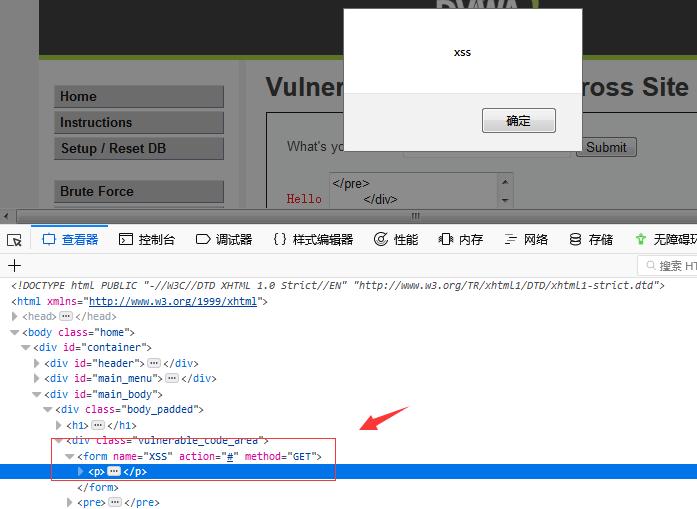 DVWA
xss
确定
Home
Instructions
Setup / Reset DB
Brute Force
Vulner
ross Site
What's yo
Submit
Hello
</pre>
</div>
查看器
控制台
调试器
{ } 样式编辑器
性能
内存
网络
存储
无障碍环
+
搜索 HT
<!DOCTYPE html PUBLIC "-//W3C//DTD XHTML 1.0 Strict//EN" "http://www.w3.org/TR/xhtml1/DTD/xhtml1-strict.dtd">
<html xmlns="http://www.w3.org/1999/xhtml">
<head>…</head>
<body class="home">
<div id="container">
<div id="header">…</div>
<div id="main_menu">…</div>
<div id="main_body">
<div class="body_padded">
<h1>…</h1>
<div class="vulnerable_code_area">
<form name="XSS" action="#" method="GET">
<p>…</p>
</form>
<pre>…</pre>